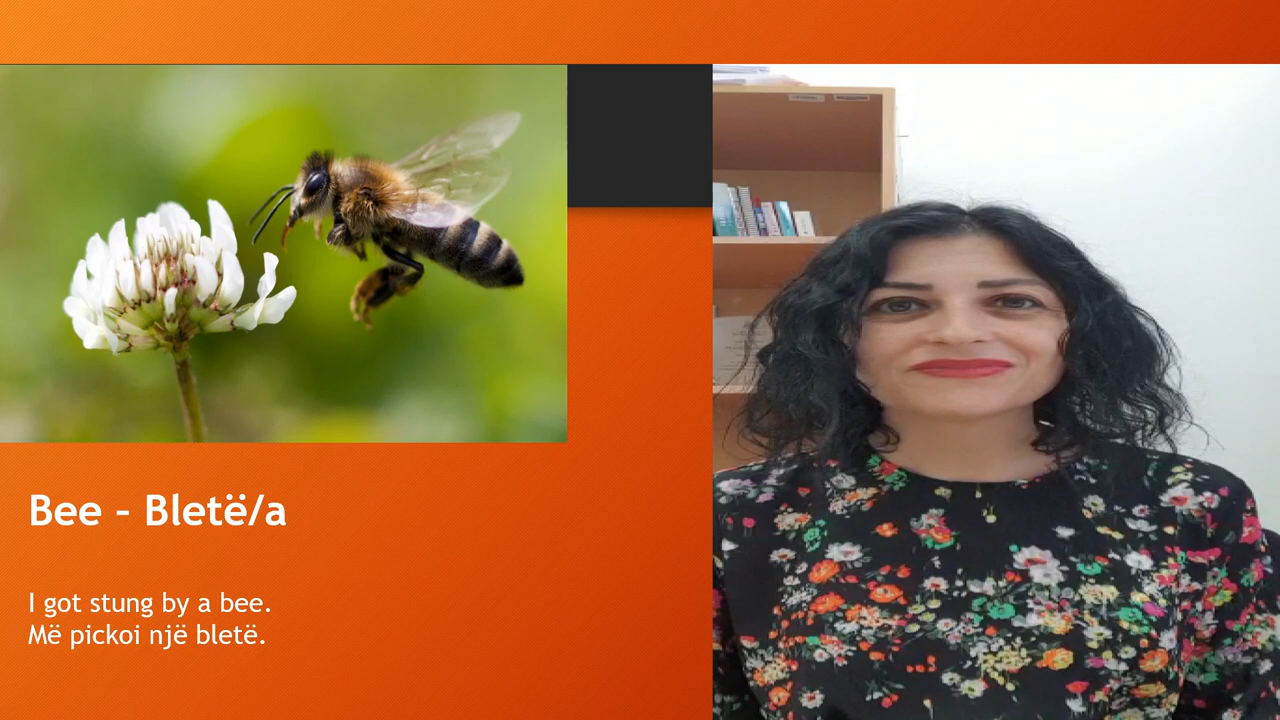 Bee – Bletë/a
I got stung by a bee.
Më pickoi një bletë.